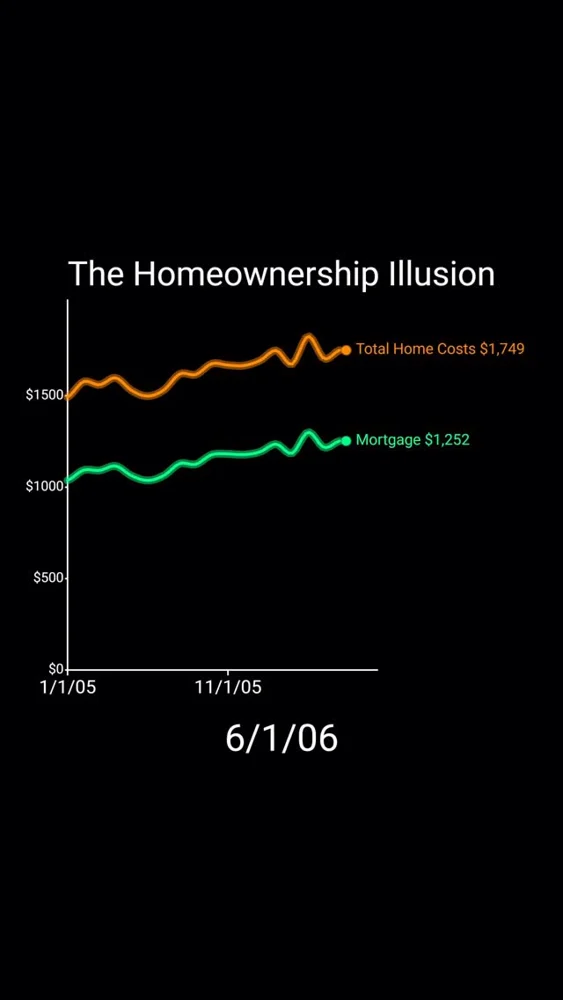 The Homeownership Illusion
Total Home Costs $1,749
$1500
Mortgage $1,252
$1000
$500
$0
1/1/05 11/1/05
6/1/06